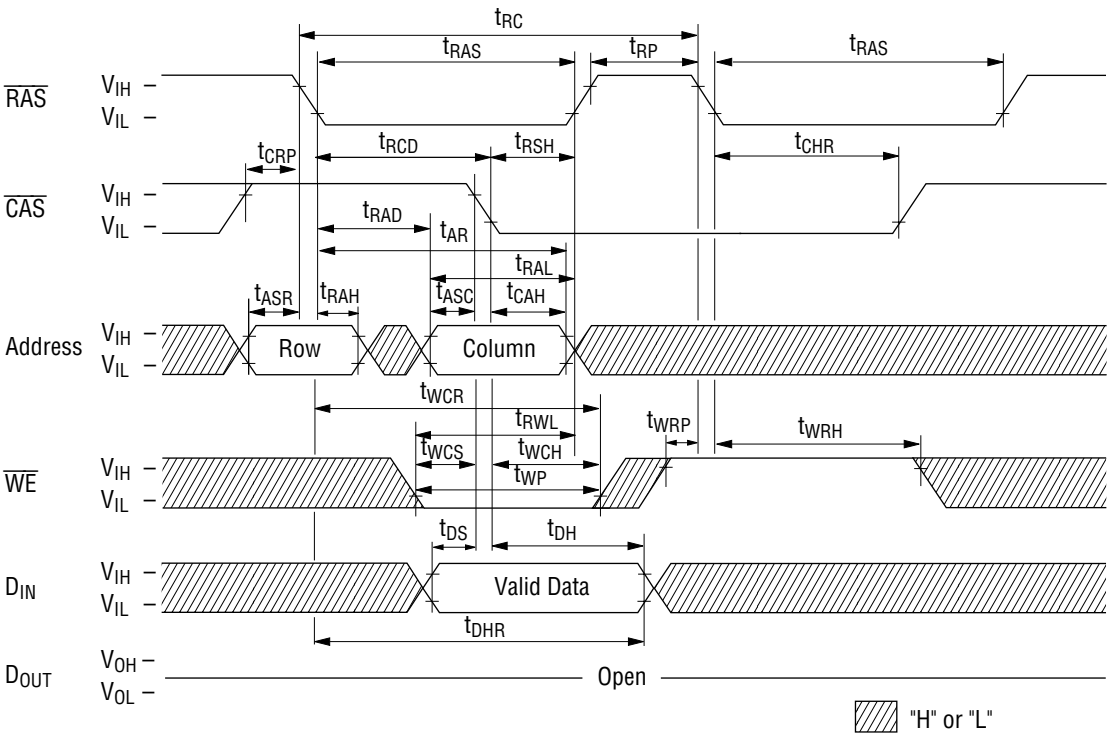 tRC
tRAS tRP tRAS
RAS VIH –
VIL –
tCRP tRCD tRSH tCHR
CAS VIH –
VIL –
tRAD
tAR
tRAL
tASR tRAH tASC tCAH
Address VIH –
VIL –
Row Column
tWCR
tRWL tWRP tWRH
tWCS tWCH
WE VIH –
VIL –
tWP
tDS tDH
DIN VIH –
VIL –
Valid Data
tDHR
DOUT VOH –
VOL –
Open
"H" or "L"